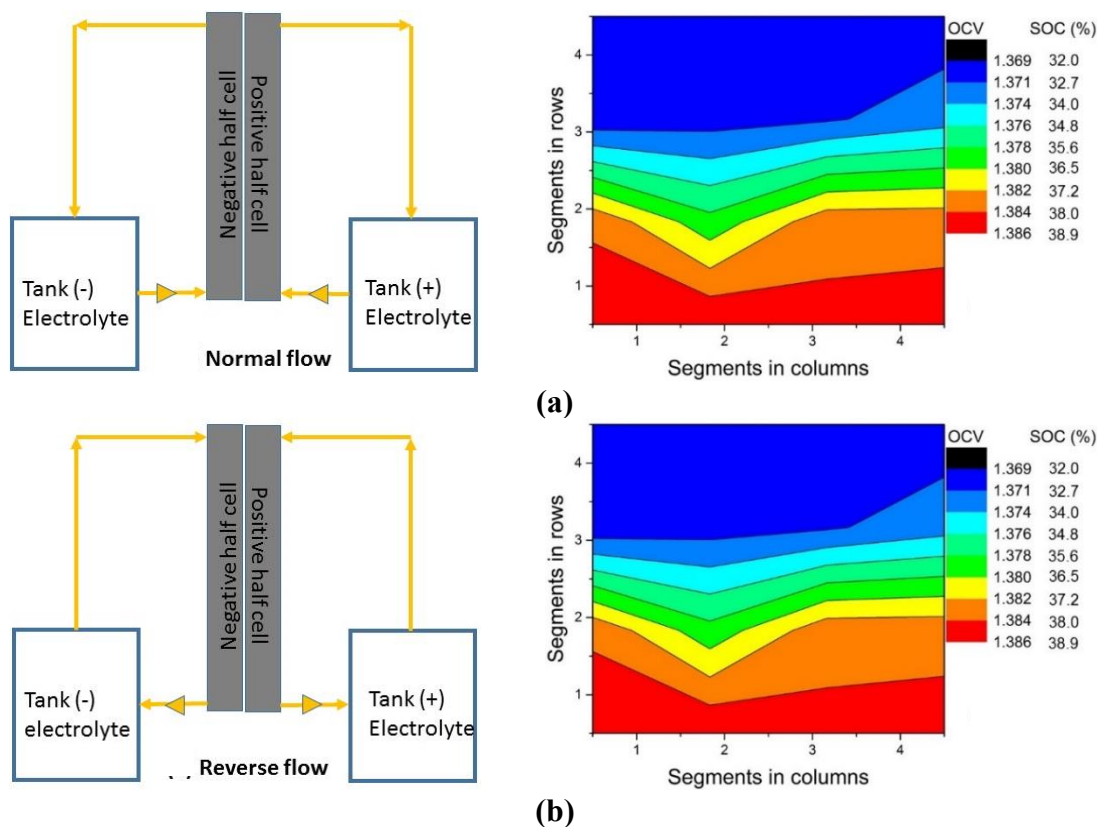 Negative half cell
Positive half cell
Tank (-)
Electrolyte
Tank (+)
Electrolyte
Normal flow
Segments in rows
4
3
2
1
1 2 3 4
Segments in columns
OCV SOC (%)
1.369 32.0
1.371 32.7
1.374 34.0
1.376 34.8
1.378 35.6
1.380 36.5
1.382 37.2
1.384 38.0
1.386 38.9
(a)
Negative half cell
Positive half cell
Tank (-)
electrolyte
Tank (+)
Electrolyte
Reverse flow
Segments in rows
4
3
2
1
1 2 3 4
Segments in columns
OCV SOC (%)
1.369 32.0
1.371 32.7
1.374 34.0
1.376 34.8
1.378 35.6
1.380 36.5
1.382 37.2
1.384 38.0
1.386 38.9
(b)